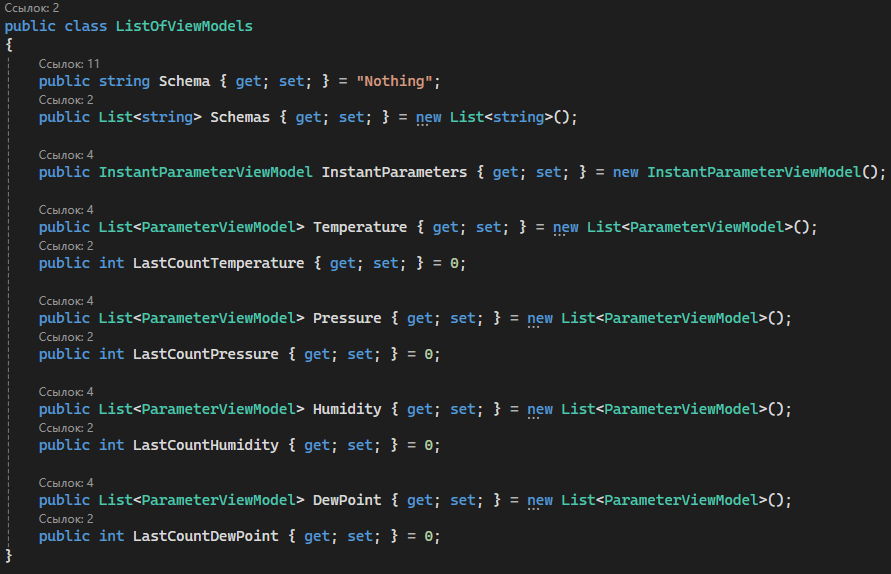 Ссылок: 2
public class ListOfViewModels
{
Ссылок: 11
public string Schema { get; set; } = "Nothing";
Ссылок: 2
public List<string> Schemas { get; set; } = new List<string>();
Ссылок: 4
public InstantParameterViewModel InstantParameters { get; set; } = new InstantParameterViewModel();
Ссылок: 4
public List<ParameterViewModel> Temperature { get; set; } = new List<ParameterViewModel>();
Ссылок: 2
public int LastCountTemperature { get; set; } = 0;
Ссылок: 4
public List<ParameterViewModel> Pressure { get; set; } = new List<ParameterViewModel>();
Ссылок: 2
public int LastCountPressure { get; set; } = 0;
Ссылок: 4
public List<ParameterViewModel> Humidity { get; set; } = new List<ParameterViewModel>();
Ссылок: 2
public int LastCountHumidity { get; set; } = 0;
Ссылок: 4
public List<ParameterViewModel> DewPoint { get; set; } = new List<ParameterViewModel>();
Ссылок: 2
public int LastCountDewPoint { get; set; } = 0;
}